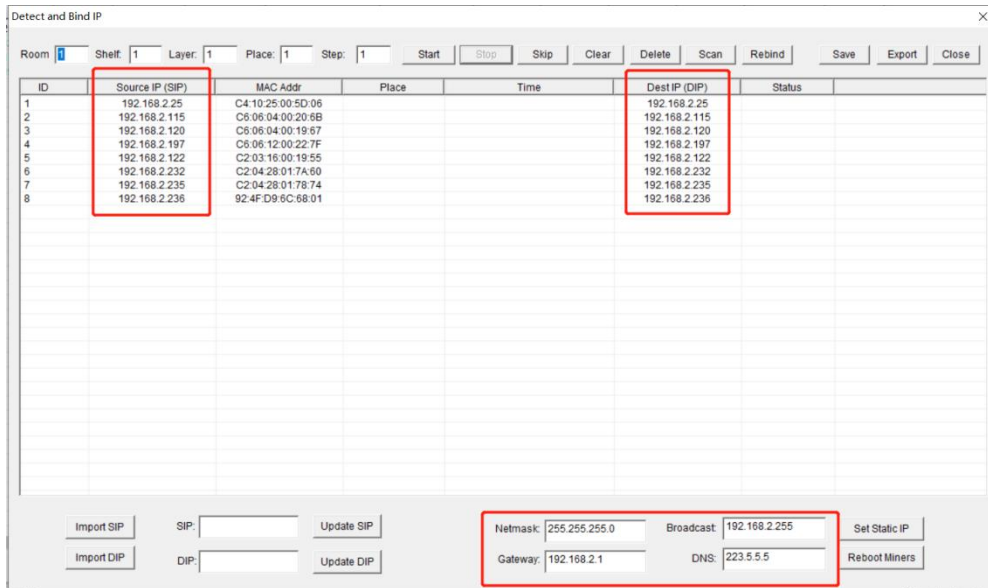 Detect and Bind IP
Room 1 Shelf: 1 Layer: 1 Place: 1 Step: 1 Start Stop Skip Clear Delete Scan Rebind Save Export Close
ID Source IP (SIP) MAC Addr Place Time Dest IP (DIP) Status
1 192.168.2.25 C4:10:25:00:5D:06 192.168.2.25
2 192.168.2.115 C6:06:04:00:20:6B 192.168.2.115
3 192.168.2.120 C6:06:04:00:19:67 192.168.2.120
4 192.168.2.197 C6:06:12:00:22:7F 192.168.2.197
5 192.168.2.122 C2:03:16:00:19:55 192.168.2.122
6 192.168.2.232 C2:04:28:01:7A:60 192.168.2.232
7 192.168.2.235 C2:04:28:01:78:74 192.168.2.235
8 192.168.2.236 92:4F:D9:6C:68:01 192.168.2.236
Import SIP SIP: Update SIP Netmask: 255.255.255.0 Broadcast: 192.168.2.255 Set Static IP
Import DIP DIP: Update DIP Gateway: 192.168.2.1 DNS: 223.5.5.5 Reboot Miners